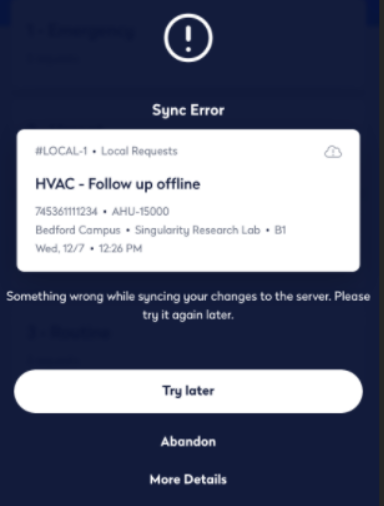 Sync Error
#LOCAL-1 • Local Requests
HVAC - Follow up offline
745361111234 • AHU-15000
Bedford Campus • Singularity Research Lab • B1
Wed, 12/7 • 12:26 PM
Something wrong while syncing your changes to the server. Please
try it again later.
Try later
Abandon
More Details